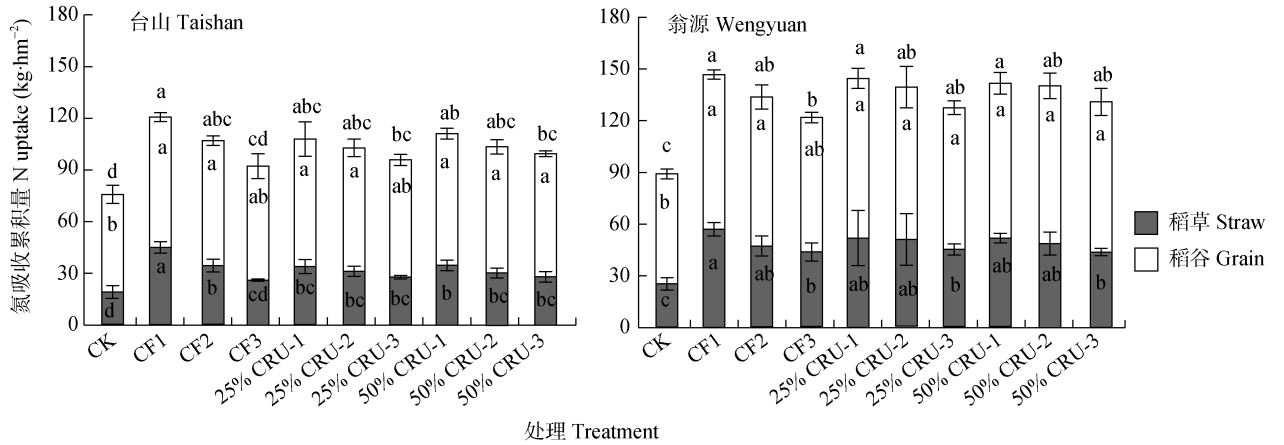 氮吸收累积量 N uptake (kg·hm⁻²)
台山 Taishan
180
150
120
90
60
30
0
d
a
abc
cd
abc
abc
bc
ab
abc
bc
b
a
a
ab
a
a
ab
a
a
a
d
a
b
cd
bc
bc
bc
b
bc
bc
CK
CF1
CF2
CF3
25% CRU-1
25% CRU-2
25% CRU-3
50% CRU-1
50% CRU-2
50% CRU-3
翁源 Wengyuan
180
150
120
90
60
30
0
c
a
ab
b
a
ab
ab
a
ab
ab
b
a
a
ab
a
a
a
a
a
a
c
a
ab
b
ab
ab
b
ab
ab
b
CK
CF1
CF2
CF3
25% CRU-1
25% CRU-2
25% CRU-3
50% CRU-1
50% CRU-2
50% CRU-3
稻草 Straw
稻谷 Grain
处理 Treatment